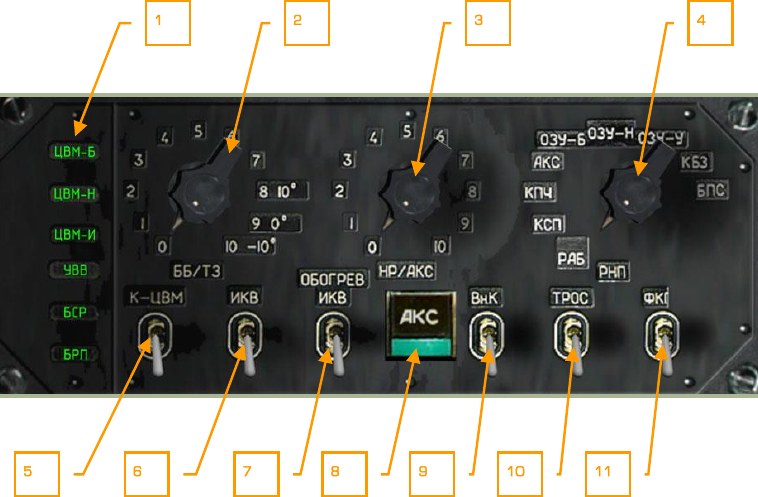 1 2 3 4
ЦВМ-Б
ЦВМ-Н
ЦВМ-И
УВВ
БСР
БРП
0 1 2 3 4 5 6 7
8 10°
9 0°
10 -10°
ББ/ТЗ
0 1 2 3 4 5 6 7 8 9 10
НР/АКС
РАБ
КСП
КПЧ
АКС
ОЗУ-Б
ОЗУ-Н
ОЗУ-У
КБЗ
БПС
РНП
К-ЦВМ
ИКВ
ОБОГРЕВ
ИКВ
АКС
ВнК
ТРОС
ФКП
5 6 7 8 9 10 11